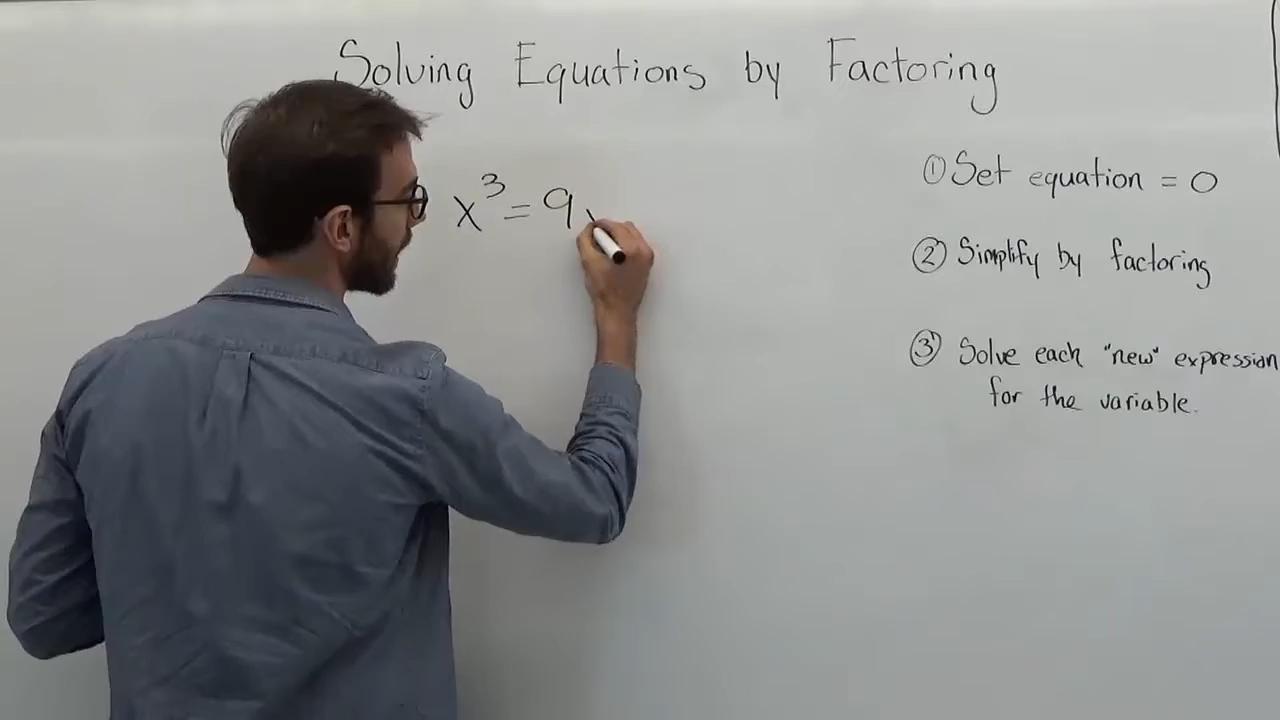 Solving Equations by Factoring
x³ = 9
① Set equation = 0
② Simplify by factoring
③ Solve each "new" expression
for the variable.